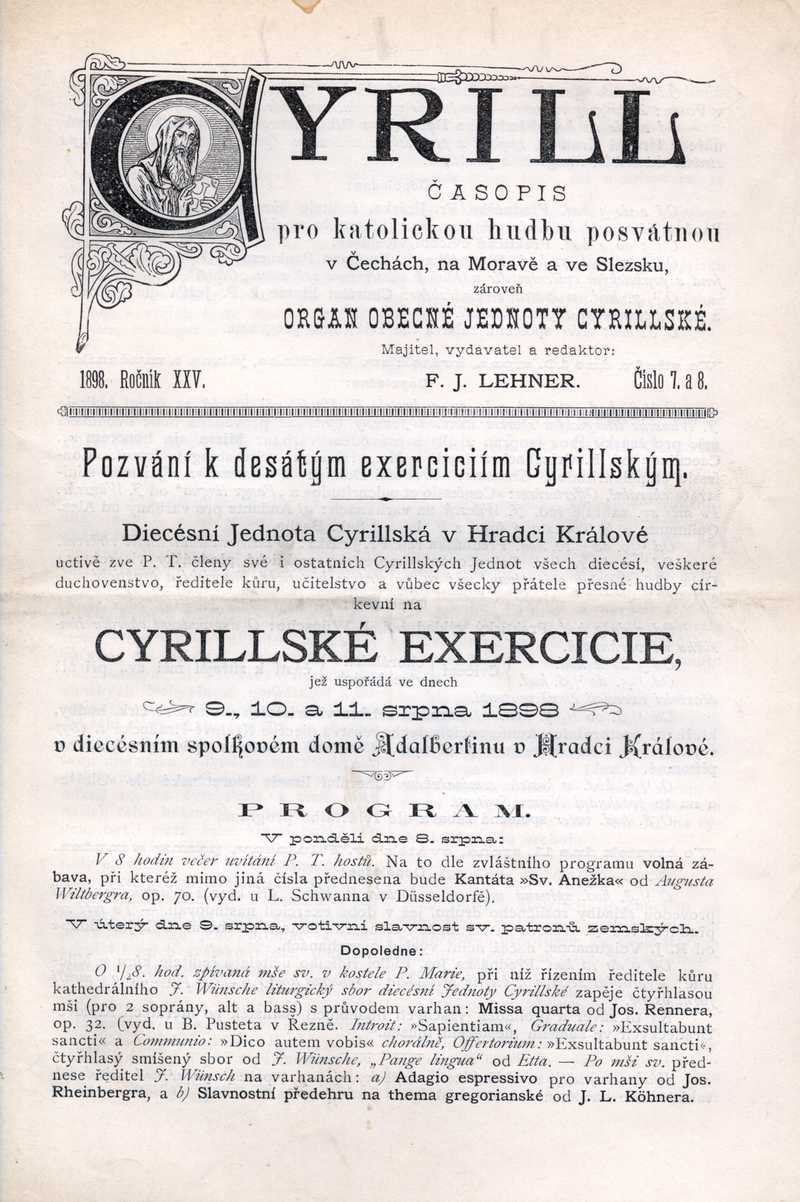 CYRILL
ČASOPIS
pro katolickou hudbu posvátnou
v Čechách, na Moravě a ve Slezsku,
zároveň
ORGAN OBECNÉ JEDNOTY CYRILLSKÉ.
Majitel, vydavatel a redaktor:
1898. Ročník XXV. F. J. LEHNER. Číslo 7. a 8.
Pozvání k desátým exerciciím Cyrillským.
Diecésní Jednota Cyrillská v Hradci Králové
uctivě zve P. T. členy své i ostatních Cyrillských Jednot všech diecésí, veškeré
duchovenstvo, ředitele kůru, učitelstvo a vůbec všecky přátele přesné hudby cír-
kevní na
CYRILLSKÉ EXERCICIE,
jež uspořádá ve dnech
9., 10. a 11. srpna 1898
v diecésním spolkovém domě Adalbertinu v Hradci Králové.
PROGRAM.
V pondělí dne 8. srpna:
V 8 hodin večer uvítání P. T. hostů. Na to dle zvláštního programu volná zá-
bava, při kteréž mimo jiná čísla přednesena bude Kantáta »Sv. Anežka« od Augusta
Wiltbergra, op. 70. (vyd. u L. Schwanna v Düsseldorfě).
V úterý dne 9. srpna, votivní slavnost sv. patronů zemských.
Dopoledne:
O ½8. hod. zpívaná mše sv. v kostele P. Marie, při níž řízením ředitele kůru
kathedrálního J. Wünsche liturgický sbor diecésní Jednoty Cyrillské zapěje čtyřhlasou
mši (pro 2 soprány, alt a bass) s průvodem varhan: Missa quarta od Jos. Rennera,
op. 32. (vyd. u B. Pusteta v Řezně. Introit: »Sapientiam«, Graduale: »Exsultabunt
sancti« a Communio: »Dico autem vobis« chorálně, Offertorium: »Exsultabunt sancti«,
čtyřhlasý smíšený sbor od J. Wünsche, „Pange lingua“ od Etta. — Po mši sv. před-
nese ředitel J. Wünsch na varhanách: a) Adagio espressivo pro varhany od Jos.
Rheinbergra, a b) Slavnostní předehru na thema gregorianské od J. L. Köhnera.